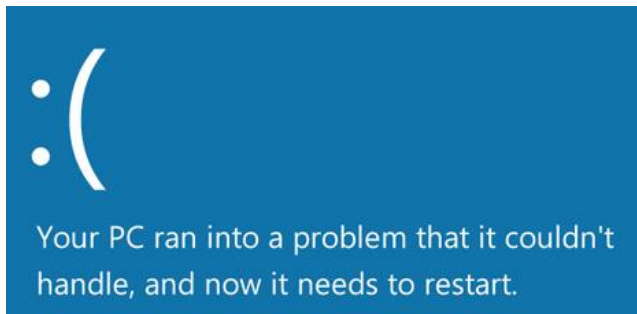 :(
Your PC ran into a problem that it couldn't
handle, and now it needs to restart.